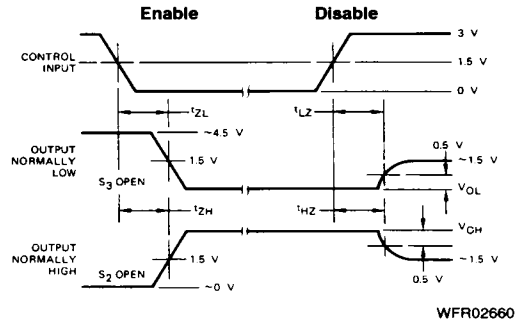 Enable
Disable
CONTROL
INPUT
3 V
1.5 V
0 V
tZL
tLZ
OUTPUT
NORMALLY
LOW
~4.5 V
1.5 V
S3 OPEN
0.5 V
~1.5 V
VOL
tZH
tHZ
OUTPUT
NORMALLY
HIGH
S2 OPEN
1.5 V
~0 V
VCH
~1.5 V
0.5 V
WFR02660